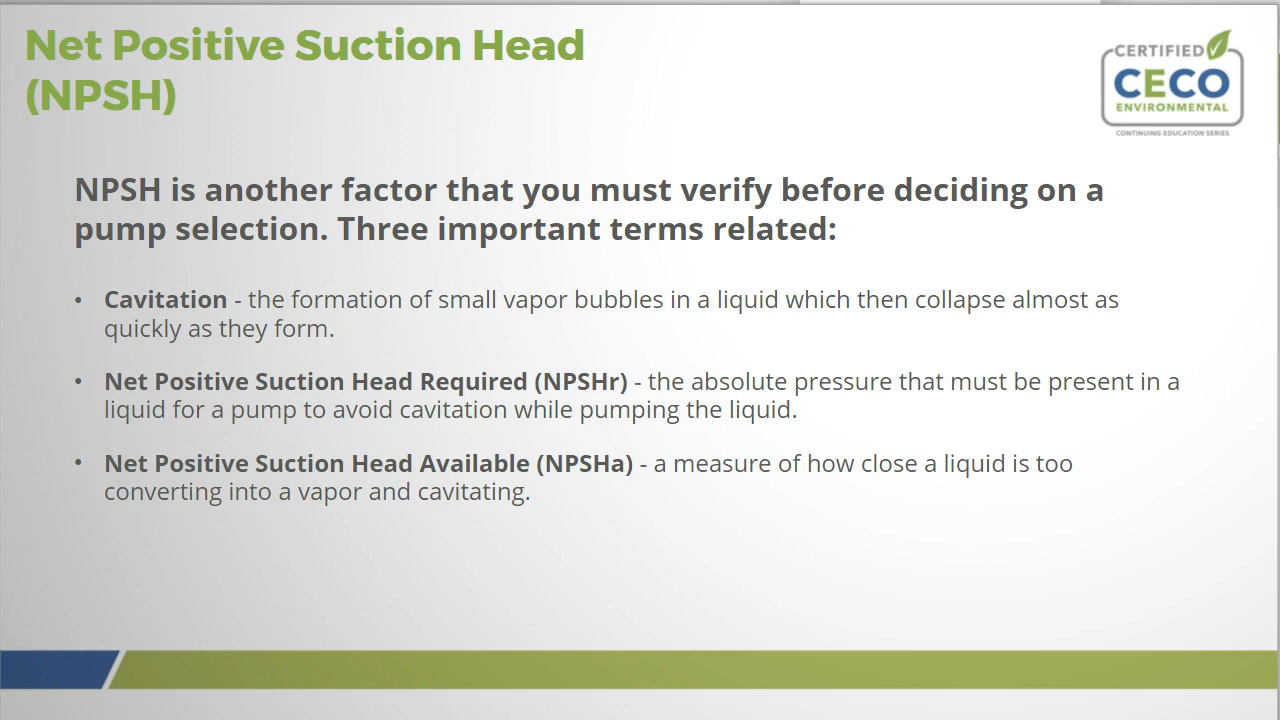 Net Positive Suction Head
(NPSH)
CERTIFIED
CECO
ENVIRONMENTAL
CONTINUING EDUCATION SERIES
NPSH is another factor that you must verify before deciding on a
pump selection. Three important terms related:
• Cavitation - the formation of small vapor bubbles in a liquid which then collapse almost as
quickly as they form.
• Net Positive Suction Head Required (NPSHr) - the absolute pressure that must be present in a
liquid for a pump to avoid cavitation while pumping the liquid.
• Net Positive Suction Head Available (NPSHa) - a measure of how close a liquid is too
converting into a vapor and cavitating.